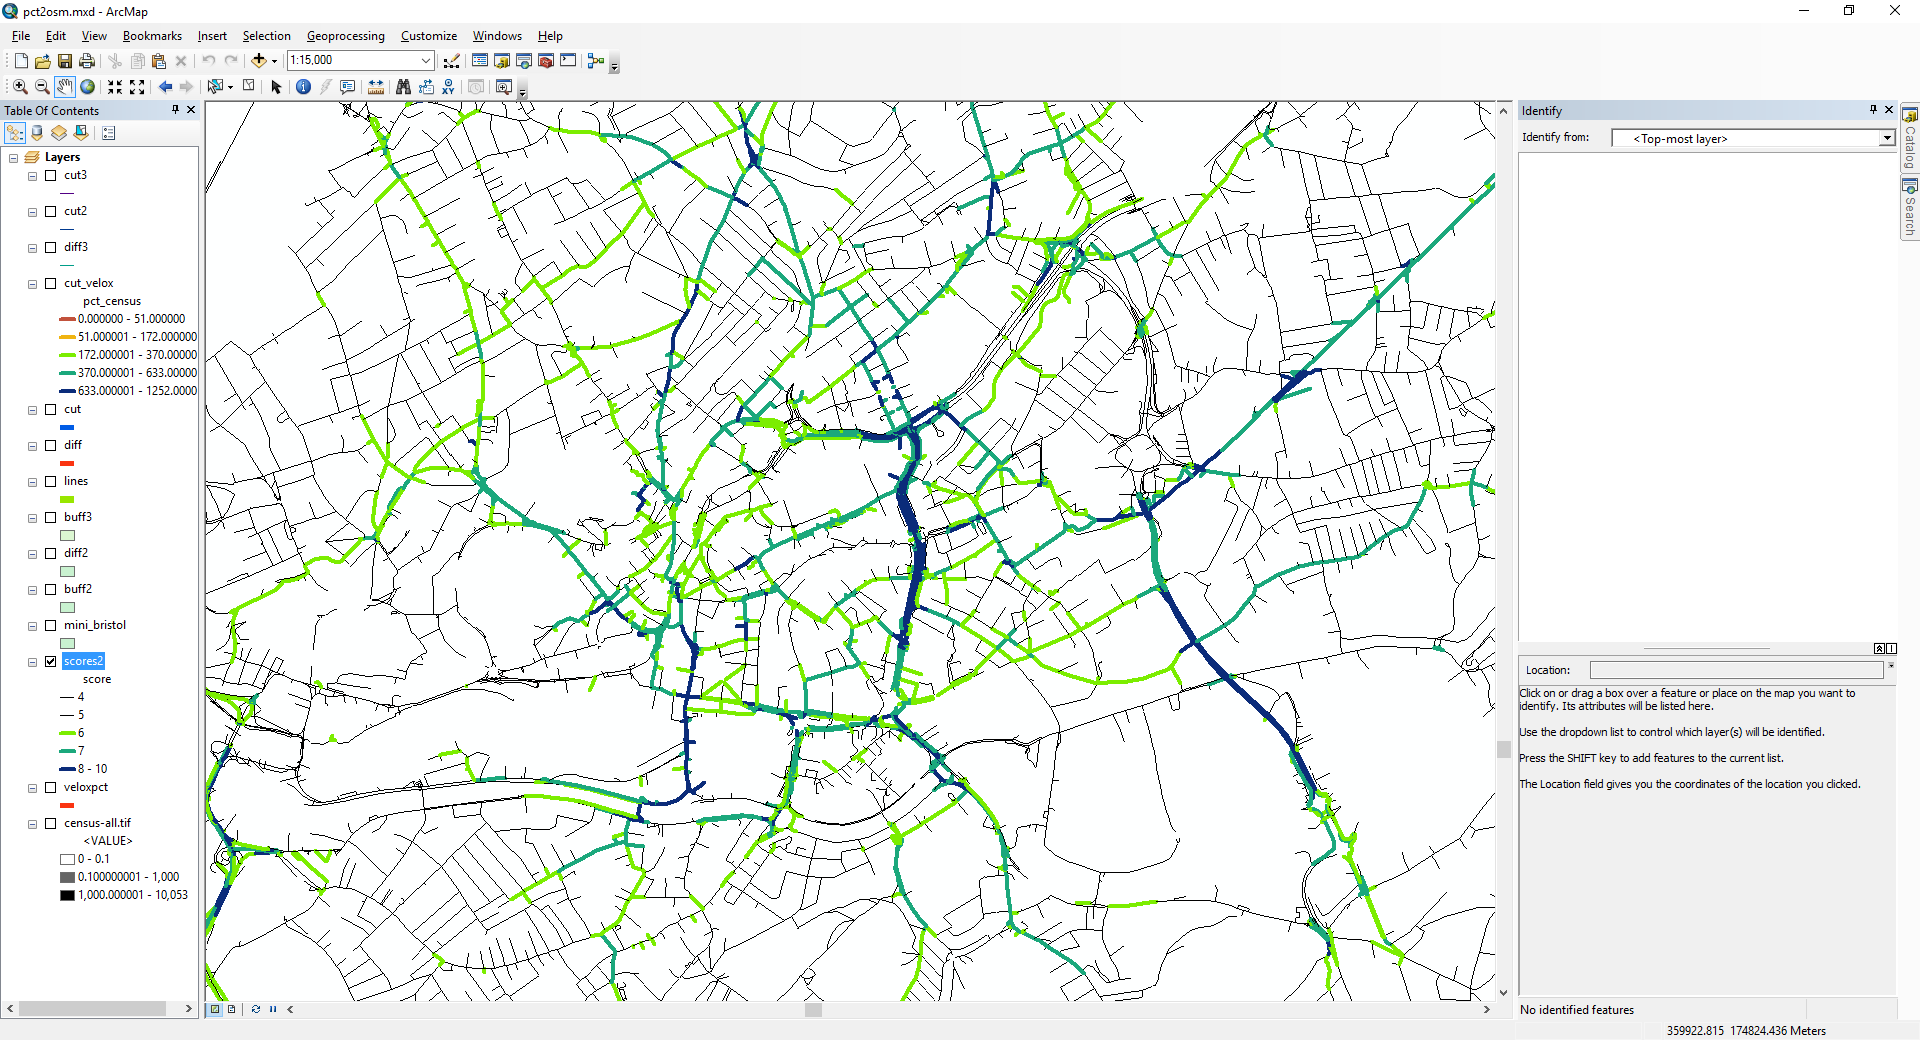 pct2osm.mxd - ArcMap
File Edit View Bookmarks Insert Selection Geoprocessing Customize Windows Help
1:15,000
Table Of Contents
Layers
cut3
cut2
diff3
cut_velox
pct_census
0.000000 - 51.000000
51.000001 - 172.000000
172.000001 - 370.00000
370.000001 - 633.00000
633.000001 - 1252.0000
cut
diff
lines
buff3
diff2
buff2
mini_bristol
scores2
score
4
5
6
7
8 - 10
veloxpct
census-all.tif
<VALUE>
0 - 0.1
0.100000001 - 1,000
1,000.000001 - 10,053
Identify
Identify from: <Top-most layer>
Location:
Click on or drag a box over a feature or place on the map you want to
identify. Its attributes will be listed here.
Use the dropdown list to control which layer(s) will be identified.
Press the SHIFT key to add features to the current list.
The Location field gives you the coordinates of the location you clicked.
No identified features
Catalog
Search
359922.815 174824.436 Meters